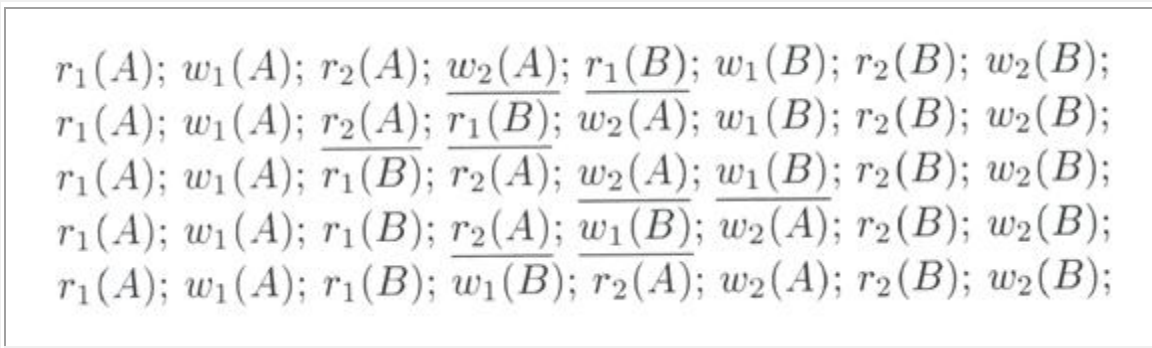 r₁(A); w₁(A); r₂(A); w₂(A); r₁(B); w₁(B); r₂(B); w₂(B);
r₁(A); w₁(A); r₂(A); r₁(B); w₂(A); w₁(B); r₂(B); w₂(B);
r₁(A); w₁(A); r₁(B); r₂(A); w₂(A); w₁(B); r₂(B); w₂(B);
r₁(A); w₁(A); r₁(B); r₂(A); w₁(B); w₂(A); r₂(B); w₂(B);
r₁(A); w₁(A); r₁(B); w₁(B); r₂(A); w₂(A); r₂(B); w₂(B);